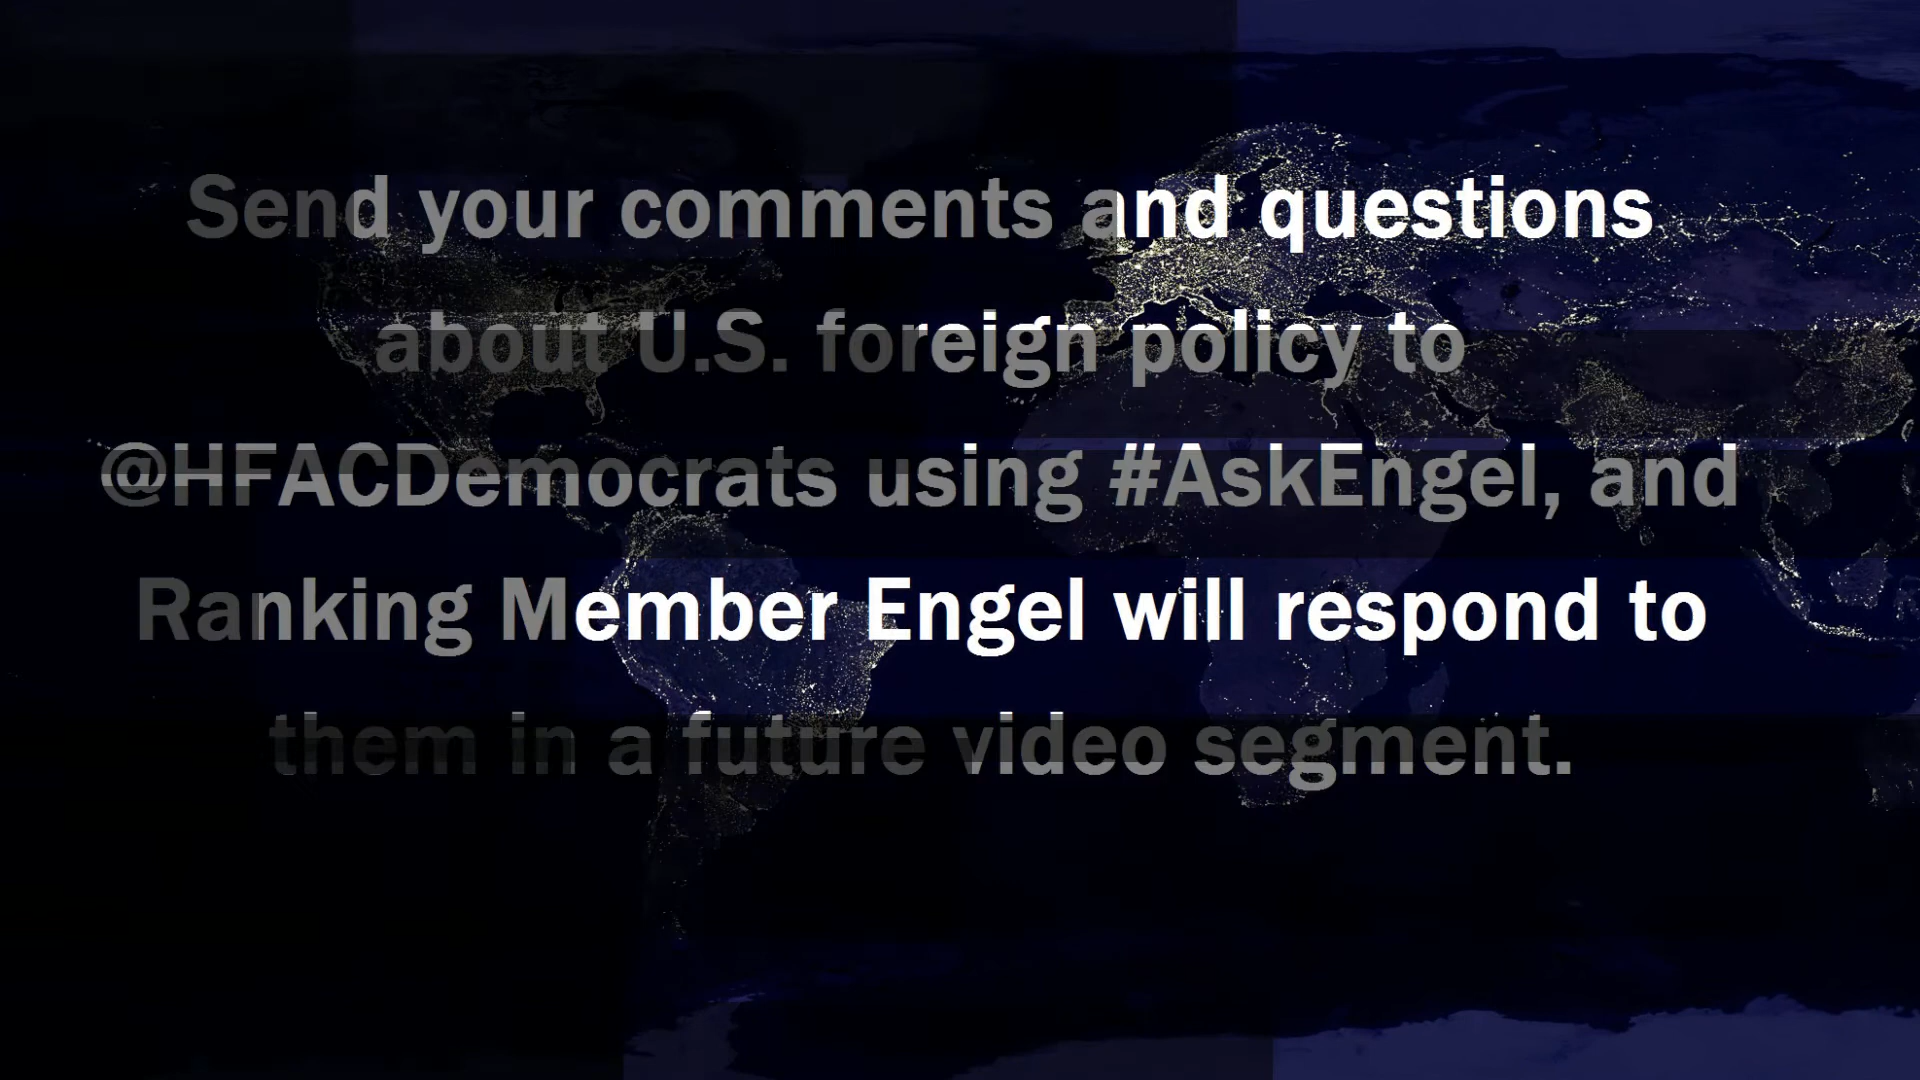 Send your comments and questions
about U.S. foreign policy to
@HFACDemocrats using #AskEngel, and
Ranking Member Engel will respond to
them in a future video segment.